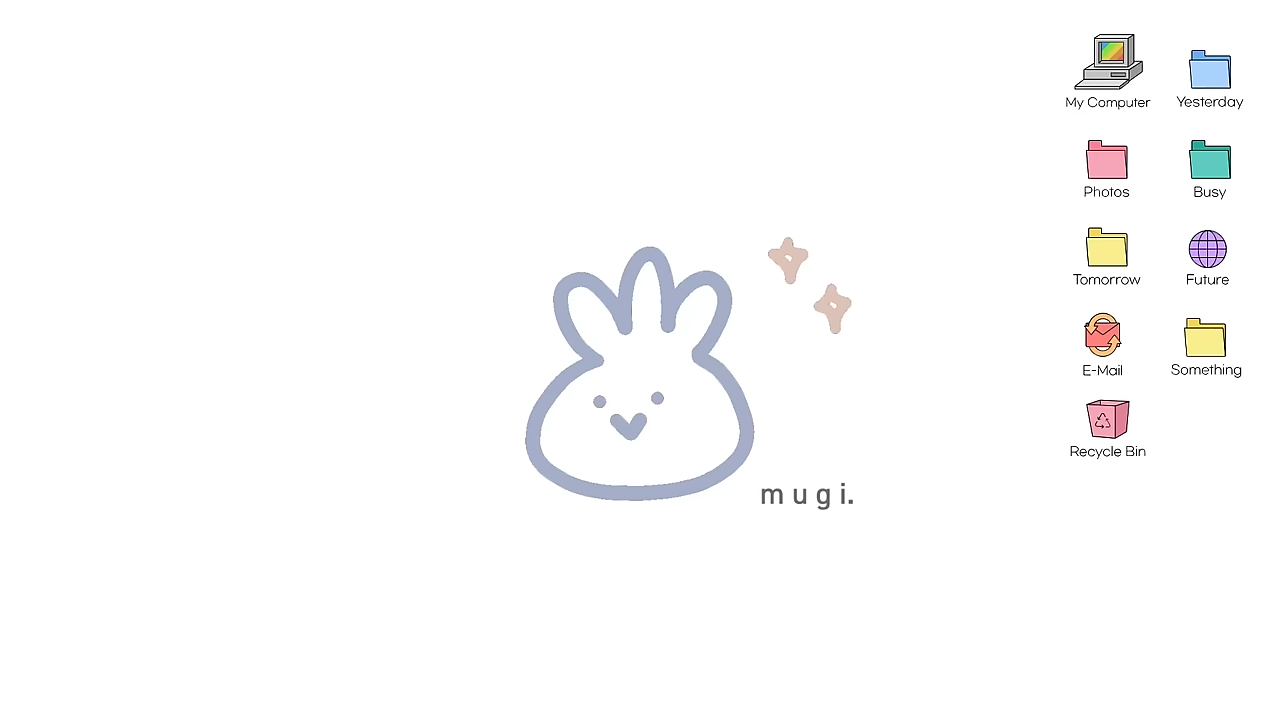 My Computer
Yesterday
Photos
Busy
Tomorrow
Future
E-Mail
Something
Recycle Bin
mugi.